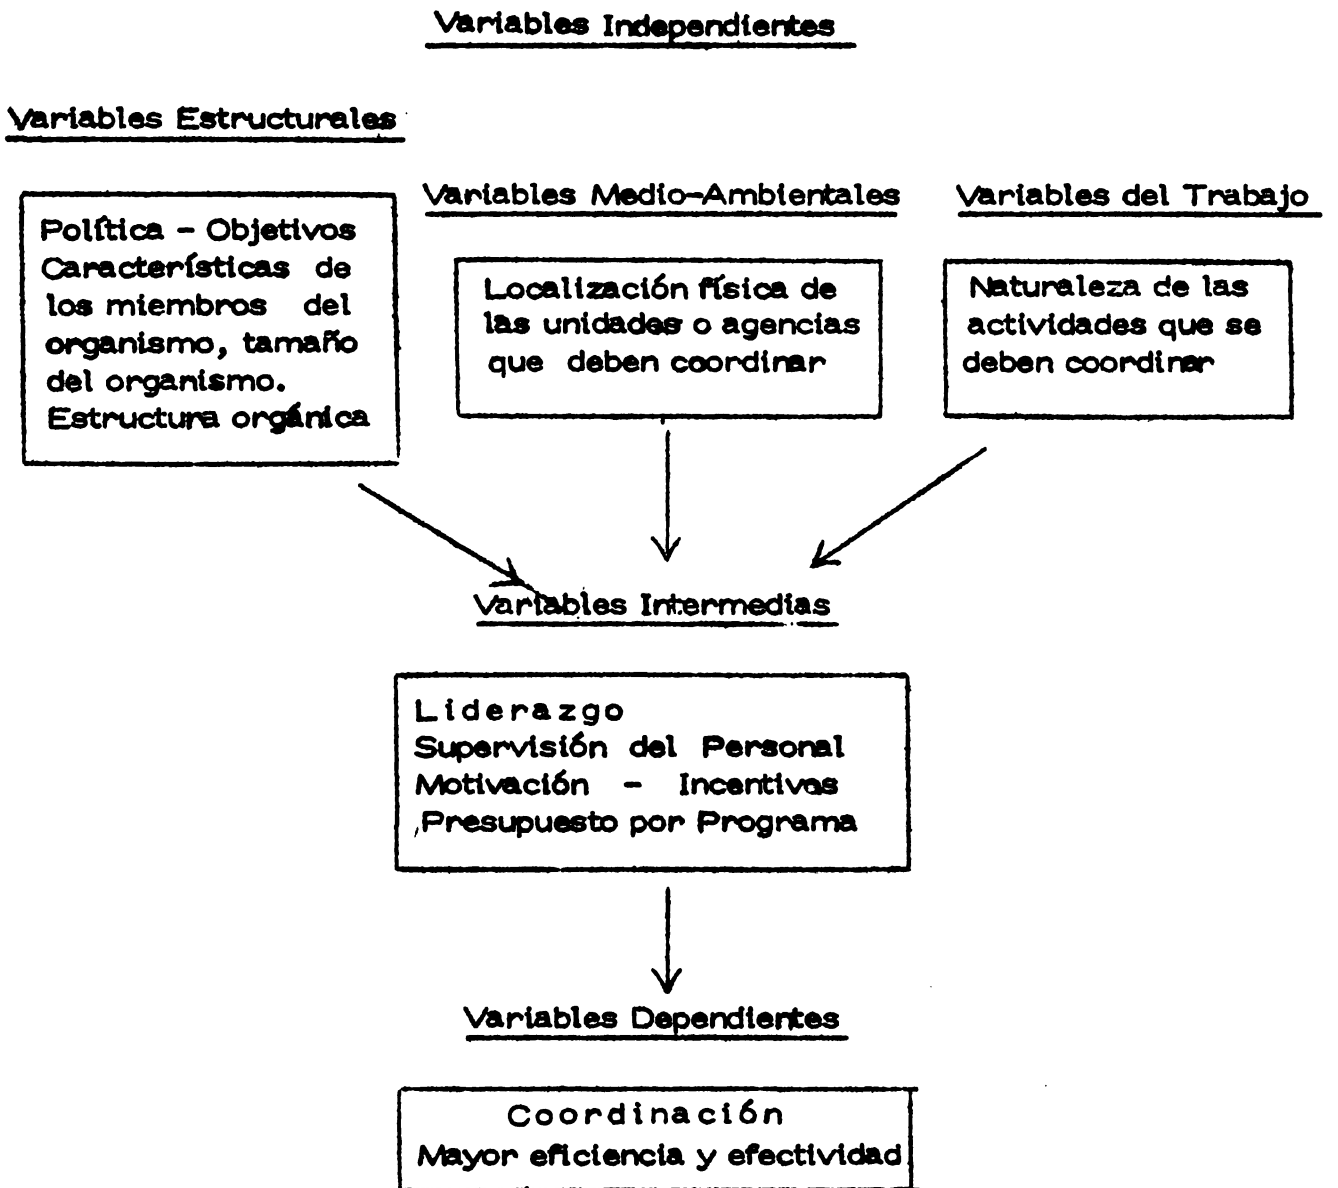 Variables Independientes
Variables Estructurales
Política - Objetivos
Características de
los miembros del
organismo, tamaño
del organismo.
Estructura orgánica
Variables Medio-Ambientales
Localización física de
las unidades o agencias
que deben coordinar
Variables del Trabajo
Naturaleza de las
actividades que se
deben coordinar
Variables Intermedias
Liderazgo
Supervisión del Personal
Motivación - Incentivos
Presupuesto por Programa
Variables Dependientes
Coordinación
Mayor eficiencia y efectividad